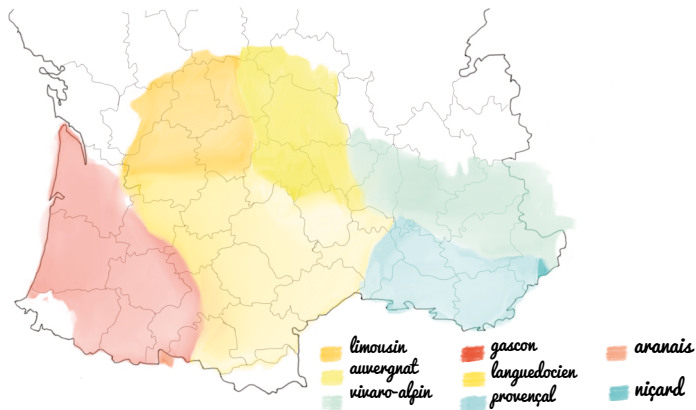 limousin
auvergnat
vivaro-alpin
gascon
languedocien
provençal
aranais
niçard